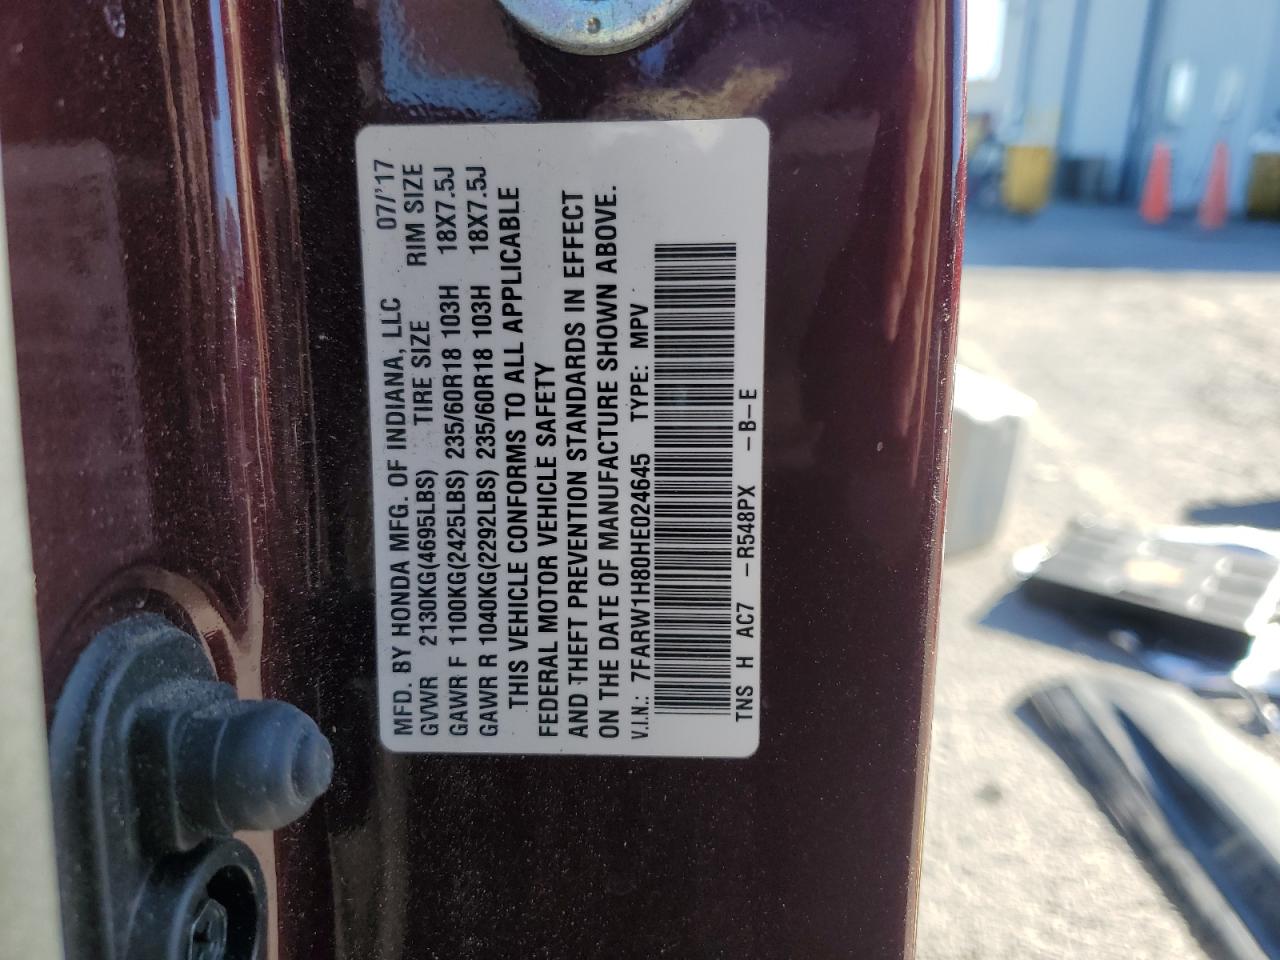 MFD. BY HONDA MFG. OF INDIANA, LLC 07/'17
GVWR 2130KG(4695LBS) TIRE SIZE RIM SIZE
GAWR F 1100KG(2425LBS) 235/60R18 103H 18X7.5J
GAWR R 1040KG(2292LBS) 235/60R18 103H 18X7.5J
THIS VEHICLE CONFORMS TO ALL APPLICABLE
FEDERAL MOTOR VEHICLE SAFETY
AND THEFT PREVENTION STANDARDS IN EFFECT
ON THE DATE OF MANUFACTURE SHOWN ABOVE.
V.I.N.: 7FARW1H80HE024645 TYPE: MPV
TNS H AC7 –R548PX –B–E